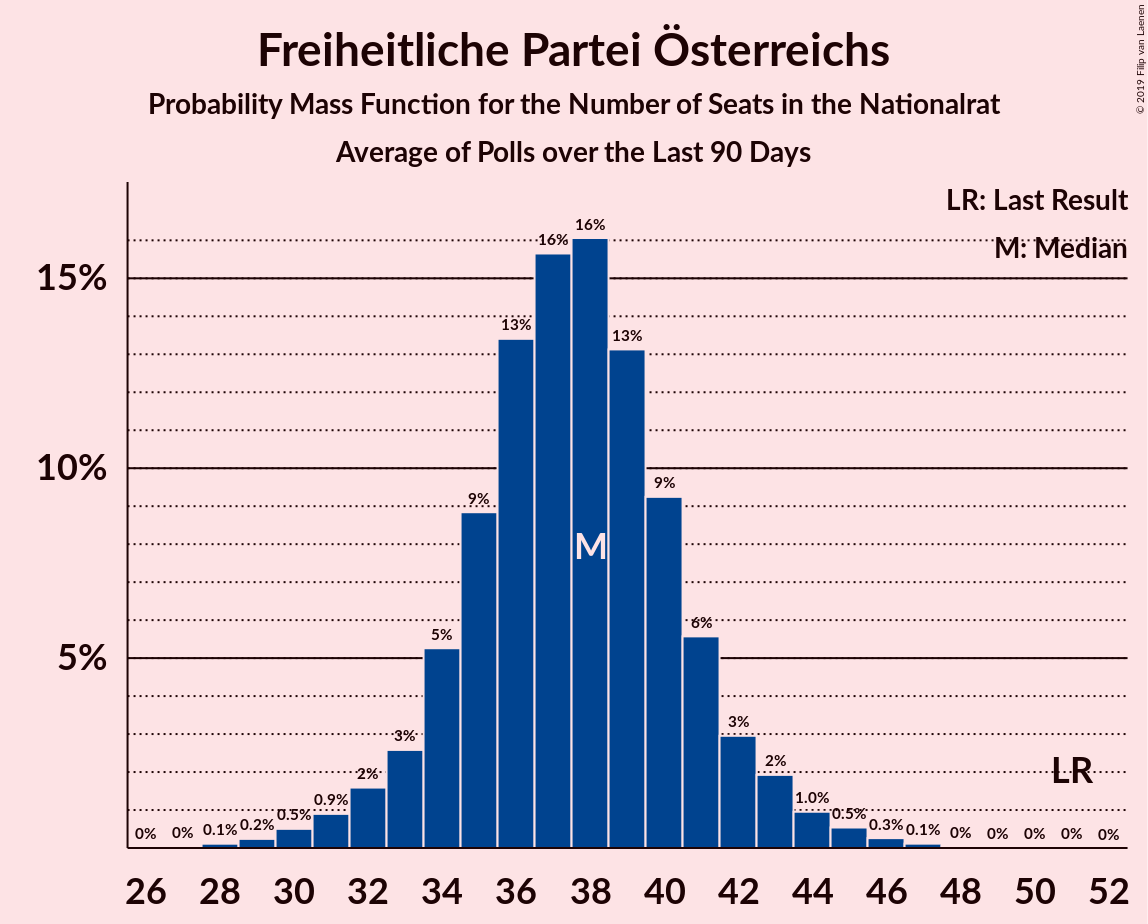 Freiheitliche Partei Österreichs
Probability Mass Function for the Number of Seats in the Nationalrat
Average of Polls over the Last 90 Days
© 2019 Filip van Laenen
LR: Last Result
M: Median
15%
10%
5%
0% 0% 0.1% 0.2% 0.5% 0.9% 2% 3% 5% 9% 13% 16% 16% 13% 9% 6% 3% 2% 1.0% 0.5% 0.3% 0.1% 0% 0% 0% 0% 0%
M
LR
26 28 30 32 34 36 38 40 42 44 46 48 50 52